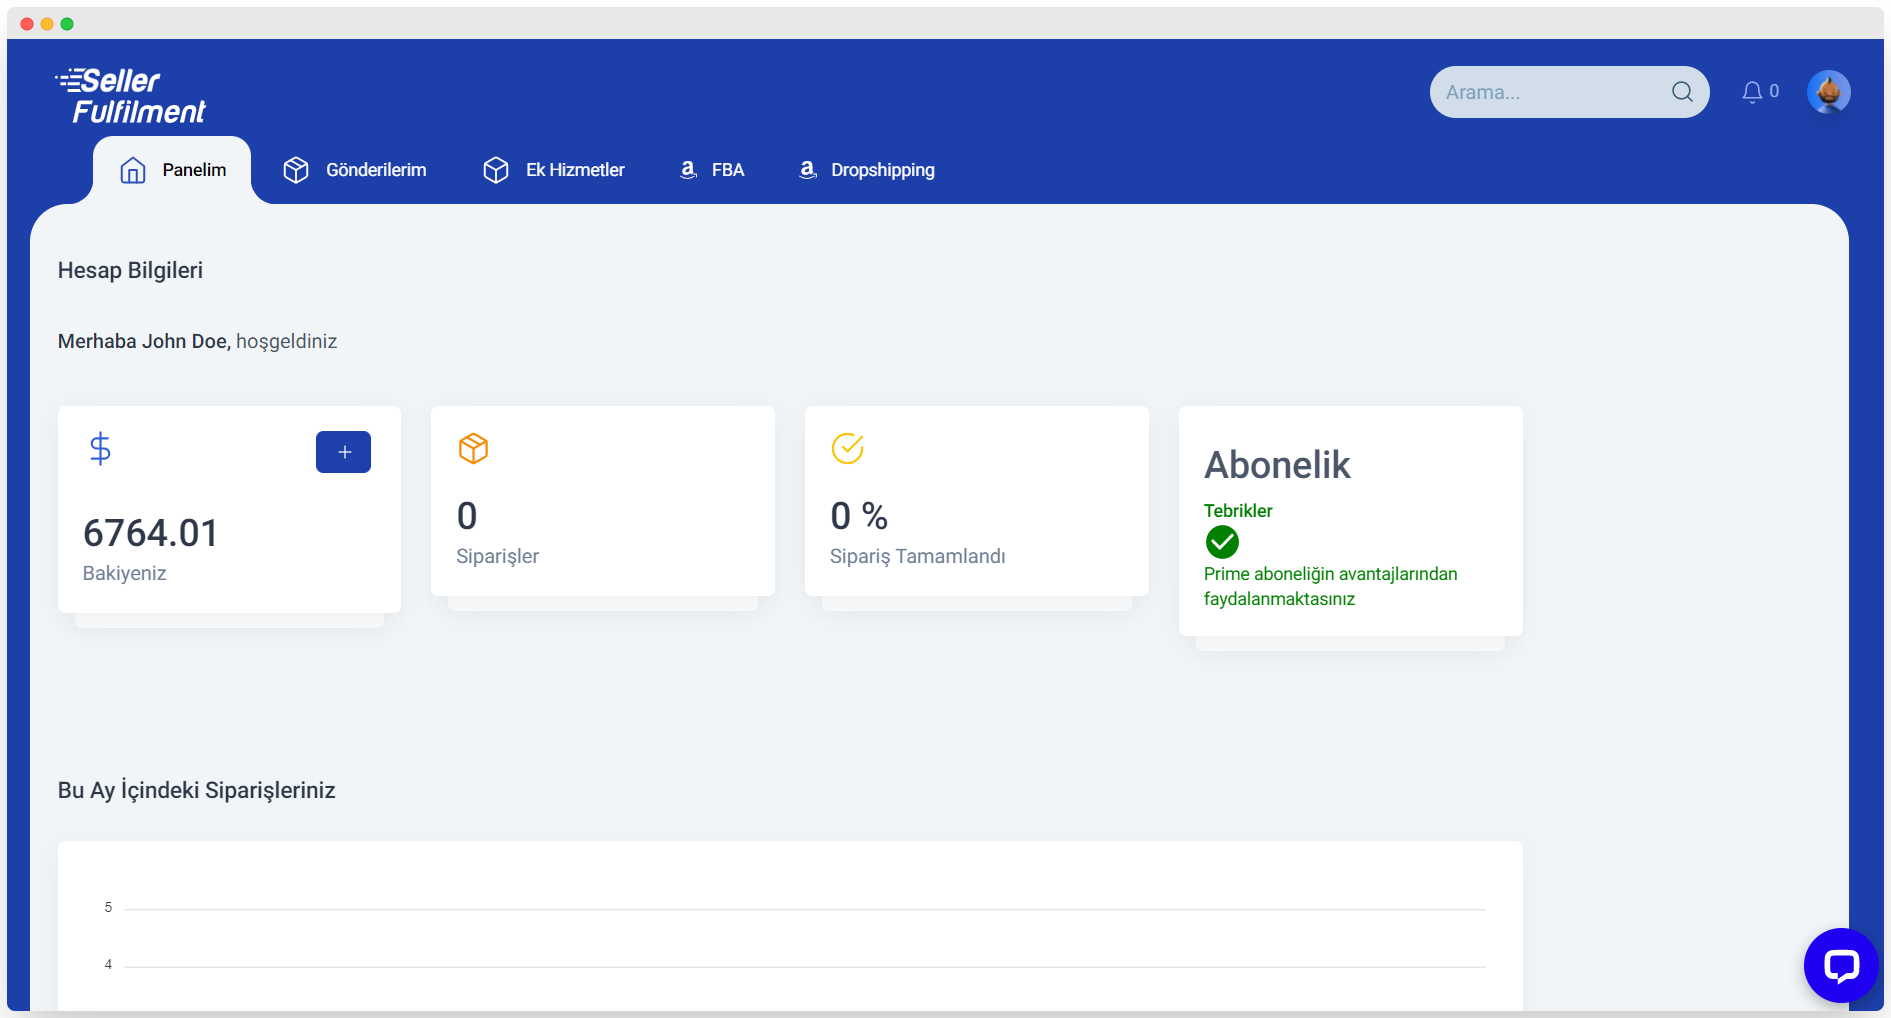 Seller
Fulfilment
Arama...
0
Panelim
Gönderilerim
Ek Hizmetler
FBA
Dropshipping
Hesap Bilgileri
Merhaba John Doe, hoşgeldiniz
6764.01
Bakiyeniz
0
Siparişler
0 %
Sipariş Tamamlandı
Abonelik
Tebrikler
Prime aboneliğin avantajlarından
faydalanmaktasınız
Bu Ay İçindeki Siparişleriniz
5
4